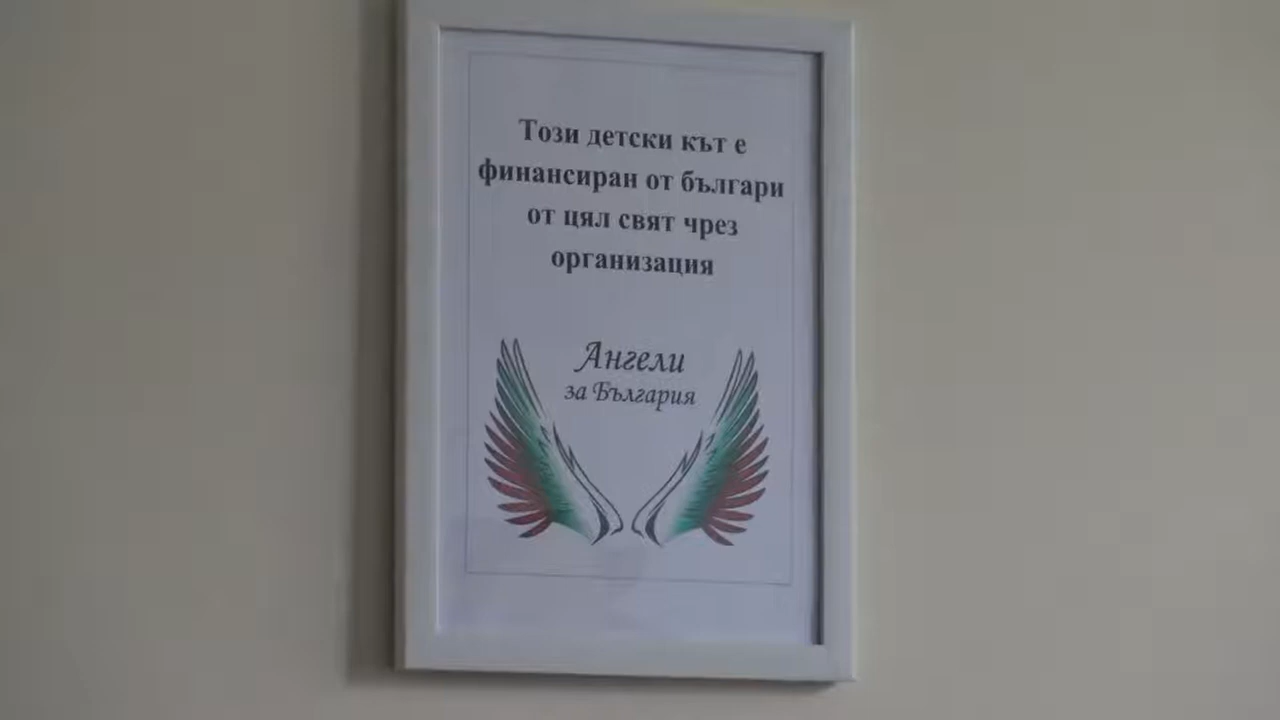 Този детски кът е
финансиран от българи
от цял свят чрез
организация
Ангели
за България